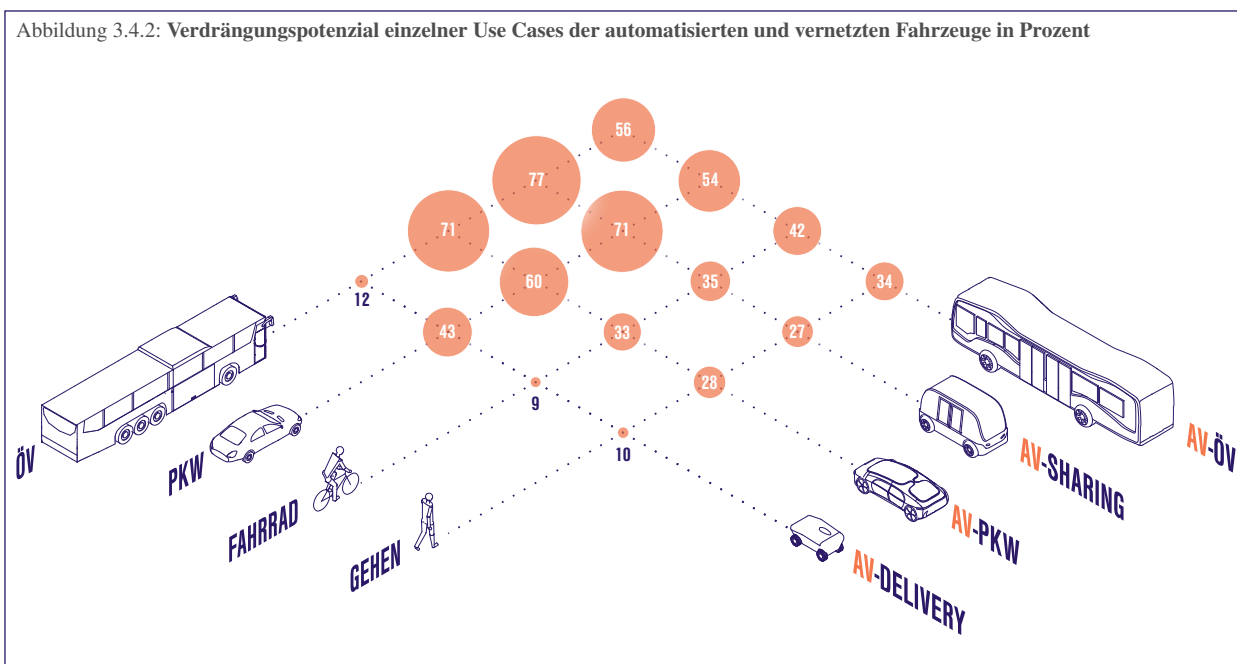 Abbildung 3.4.2: Verdrängungspotenzial einzelner Use Cases der automatisierten und vernetzten Fahrzeuge in Prozent
56
77
54
71
71
42
12
60
35
34
43
33
27
9
28
10
ÖV
PKW
FAHRRAD
GEHEN
AV-ÖV
AV-SHARING
AV-PKW
AV-DELIVERY